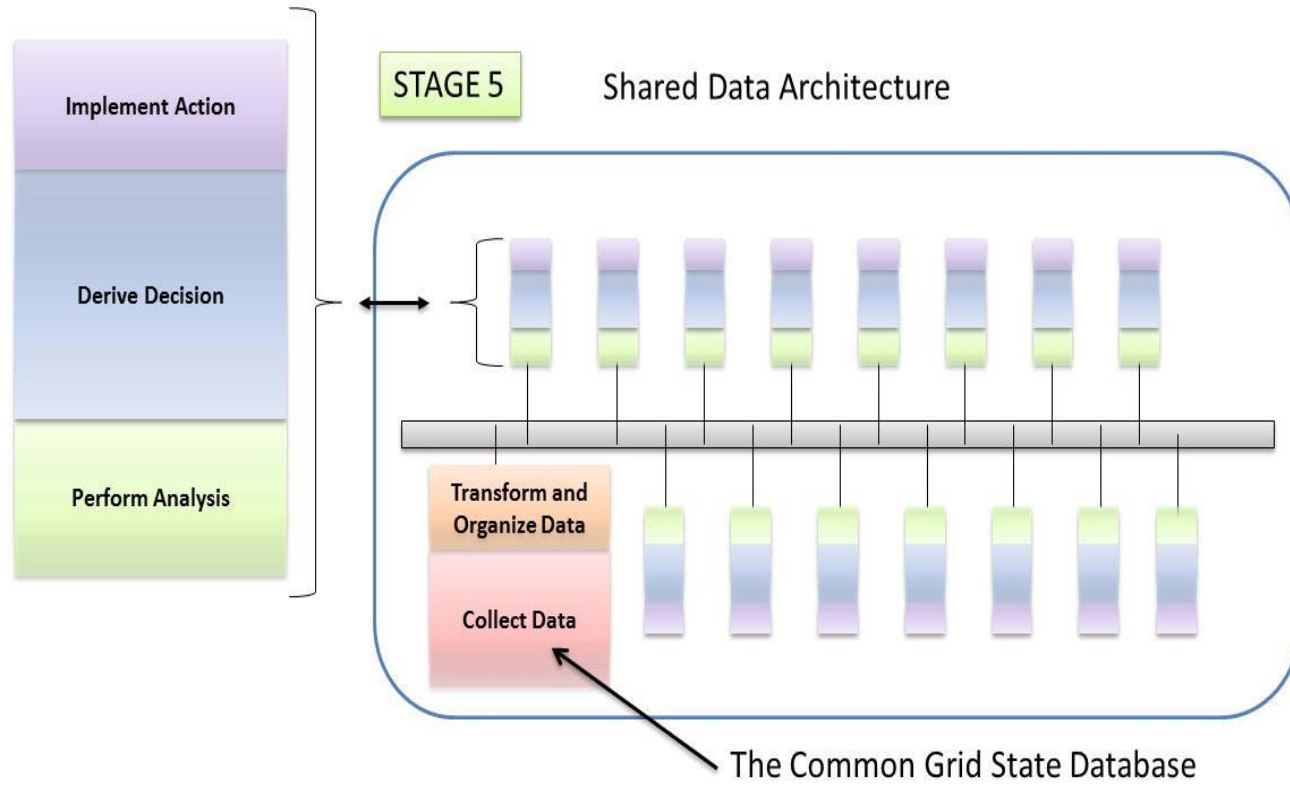 STAGE 5
Shared Data Architecture
Implement Action
Derive Decision
Perform Analysis
Transform and
Organize Data
Collect Data
The Common Grid State Database